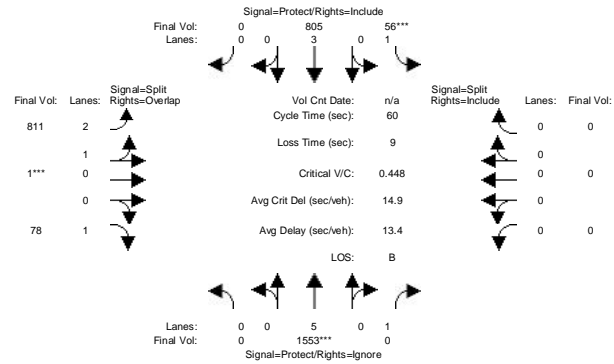 Signal=Protect/Rights=Include
Final Vol: 0 805 56***
Lanes: 0 0 3 0 1
Signal=Split
Rights=Overlap
Final Vol: Lanes:
811 2
1
1*** 0
0
78 1
Vol Cnt Date: n/a
Cycle Time (sec): 60
Loss Time (sec): 9
Critical V/C: 0.448
Avg Crit Del (sec/veh): 14.9
Avg Delay (sec/veh): 13.4
LOS: B
Signal=Split
Rights=Include
Lanes: Final Vol:
0 0
0
0 0
0
0 0
Lanes: 0 0 5 0 1
Final Vol: 0 1553*** 0
Signal=Protect/Rights=Ignore